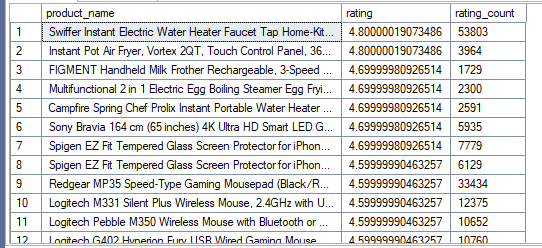 product_name rating rating_count
1 Swiffer Instant Electric Water Heater Faucet Tap Home-Kit... 4.80000019073486 53803
2 Instant Pot Air Fryer, Vortex 2QT, Touch Control Panel, 36... 4.80000019073486 3964
3 FIGMENT Handheld Milk Frother Rechargeable, 3-Speed ... 4.69999980926514 1729
4 Multifunctional 2 in 1 Electric Egg Boiling Steamer Egg Fryi... 4.69999980926514 2300
5 Campfire Spring Chef Prolix Instant Portable Water Heater ... 4.69999980926514 2591
6 Sony Bravia 164 cm (65 inches) 4K Ultra HD Smart LED G... 4.69999980926514 5935
7 Spigen EZ Fit Tempered Glass Screen Protector for iPhon... 4.69999980926514 7779
8 Spigen EZ Fit Tempered Glass Screen Protector for iPhon... 4.59999990463257 6129
9 Redgear MP35 Speed-Type Gaming Mousepad (Black/R... 4.59999990463257 33434
10 Logitech M331 Silent Plus Wireless Mouse, 2.4GHz with U... 4.59999990463257 12375
11 Logitech Pebble M350 Wireless Mouse with Bluetooth or ... 4.59999990463257 10652
12 Logitech G402 Hyperion Fury USB Wired Gaming Mouse 4.59999990463257 10760